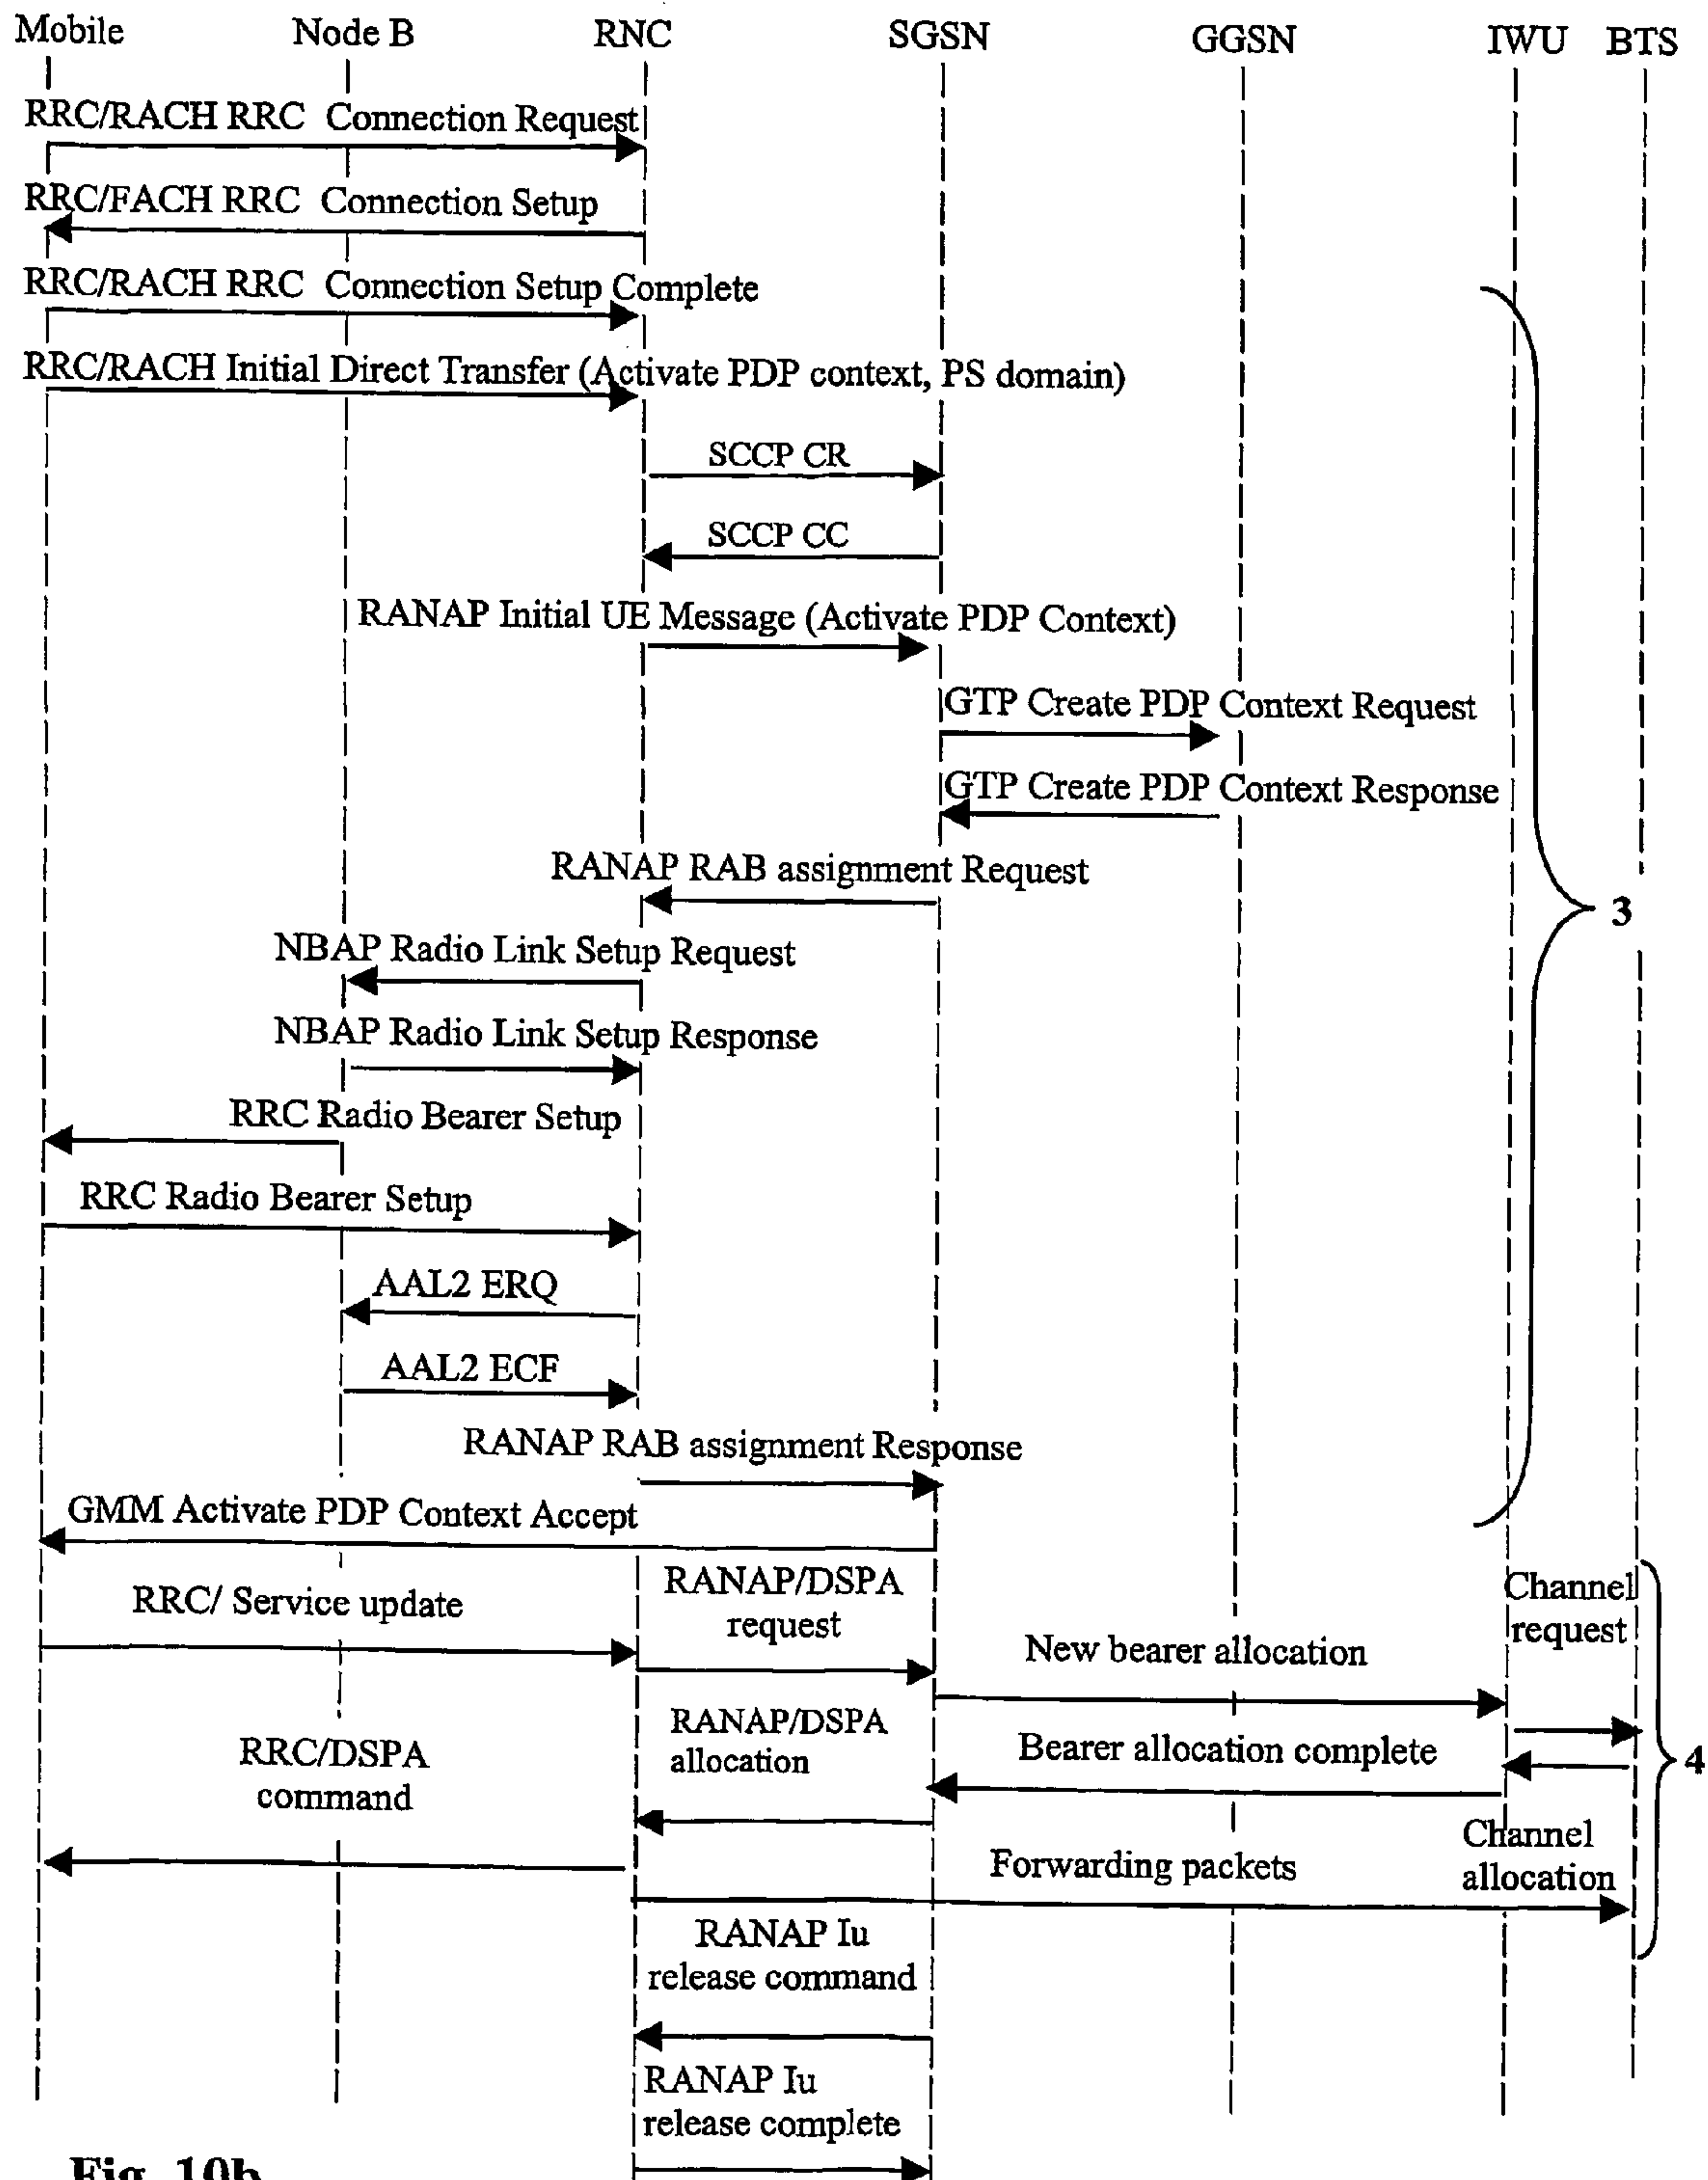 Mobile Node B RNC SGSN GGSN IWU BTS
RRC/RACH RRC Connection Request
RRC/FACH RRC Connection Setup
RRC/RACH RRC Connection Setup Complete
RRC/RACH Initial Direct Transfer (Activate PDP context, PS domain)
SCCP CR
SCCP CC
RANAP Initial UE Message (Activate PDP Context)
GTP Create PDP Context Request
GTP Create PDP Context Response
RANAP RAB assignment Request
3
NBAP Radio Link Setup Request
NBAP Radio Link Setup Response
RRC Radio Bearer Setup
RRC Radio Bearer Setup
AAL2 ERQ
AAL2 ECF
RANAP RAB assignment Response
GMM Activate PDP Context Accept
RRC/ Service update
RANAP/DSPA
request
Channel
request
New bearer allocation
RANAP/DSPA
allocation
Bearer allocation complete
4
RRC/DSPA
command
Channel
allocation
Forwarding packets
RANAP Iu
release command
RANAP Iu
release complete
Fig. 10b